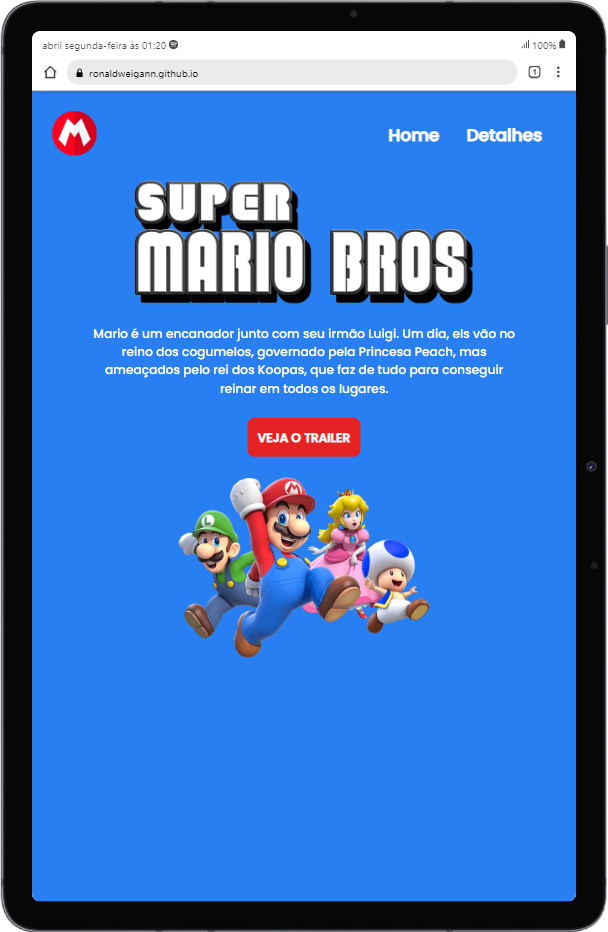 abril segunda-feira às 01:20
100%
ronaldweigann.github.io
1
M
Home Detalhes
SUPER
MARIO BROS
Mario é um encanador junto com seu irmão Luigi. Um dia, els vão no
reino dos cogumelos, governado pela Princesa Peach, mas
ameaçados pelo rei dos Koopas, que faz de tudo para conseguir
reinar em todos os lugares.
VEJA O TRAILER
L
M